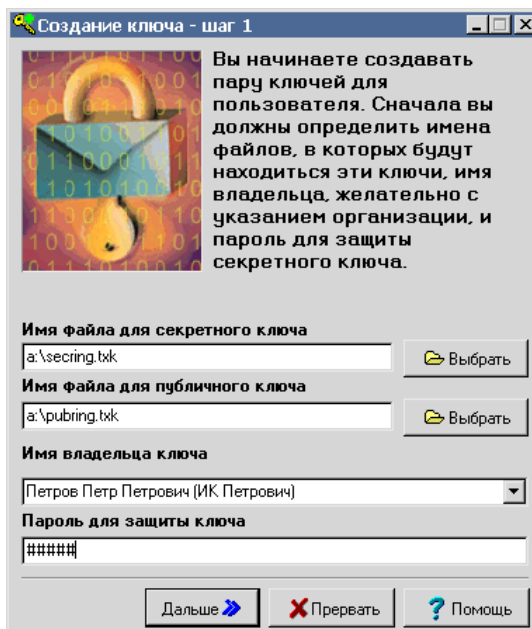 Создание ключа - шаг 1
Вы начинаете создавать
пару ключей для
пользователя. Сначала вы
должны определить имена
файлов, в которых будут
находиться эти ключи, имя
владельца, желательно с
указанием организации, и
пароль для защиты
секретного ключа.
Имя файла для секретного ключа
a:\secring.txk
Выбрать
Имя файла для публичного ключа
a:\pubring.txk
Выбрать
Имя владельца ключа
Петров Петр Петрович (ИК Петрович)
Пароль для защиты ключа
#####
Дальше
Прервать
Помощь